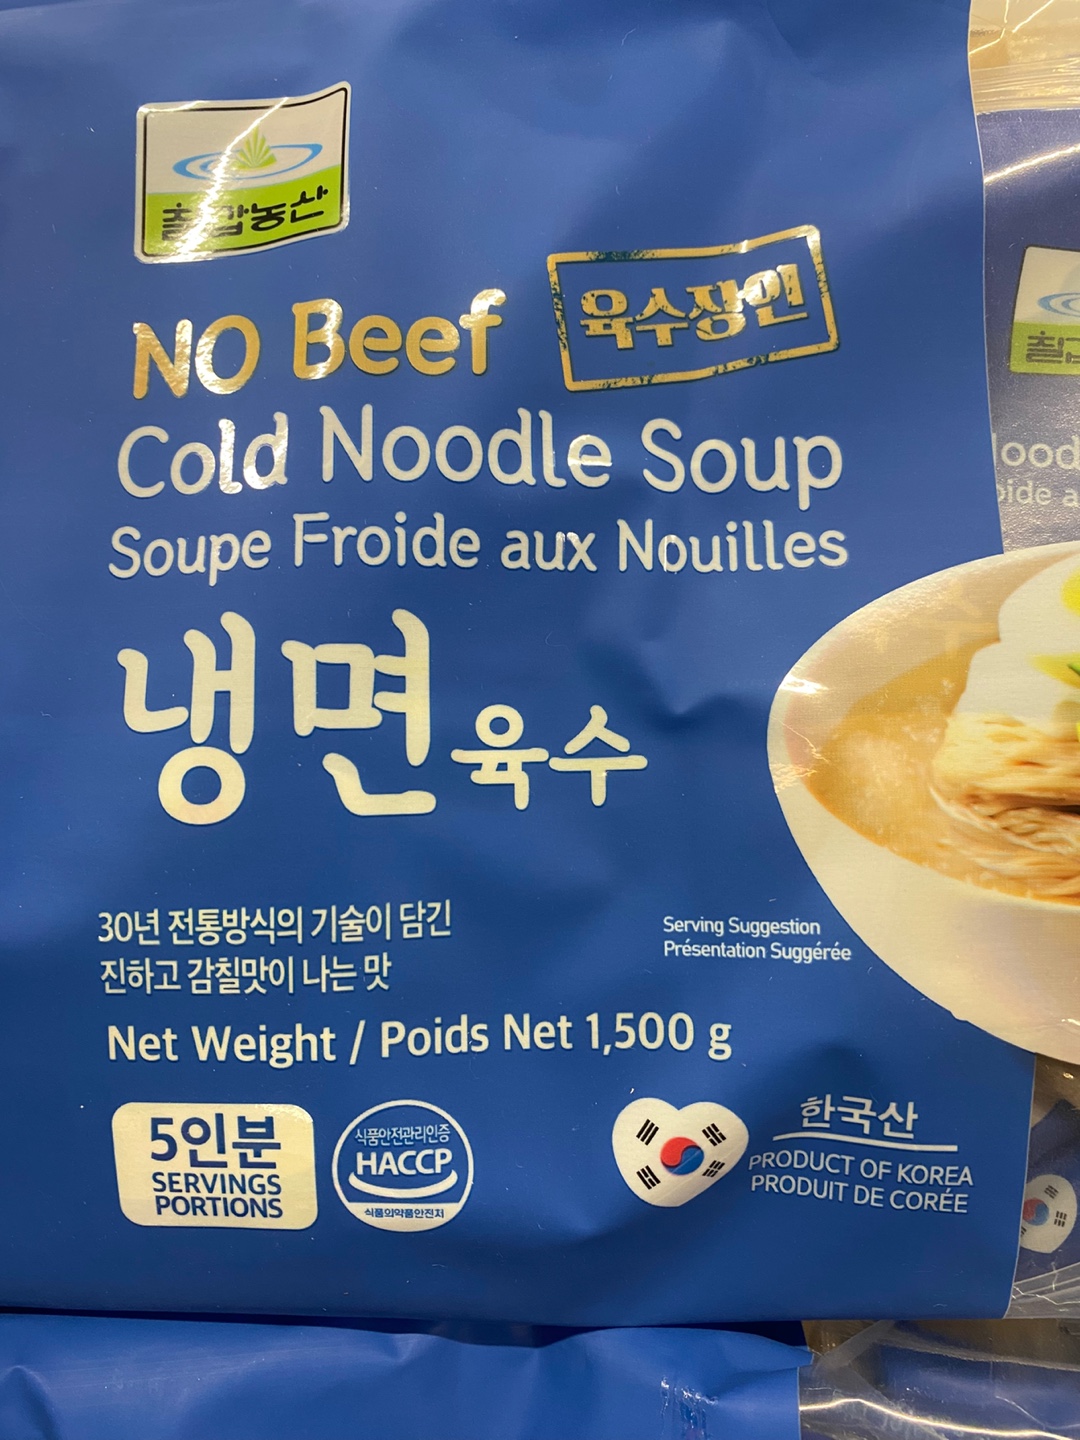 칠갑농산
NO Beef
육수장인
Cold Noodle Soup
Soupe Froide aux Nouilles
냉면 육수
30년 전통방식의 기술이 담긴
진하고 감칠맛이 나는 맛
Serving Suggestion
Présentation Suggérée
Net Weight / Poids Net 1,500 g
5인분
SERVINGS
PORTIONS
식품안전관리인증
HACCP
식품의약품안전처
한국산
PRODUCT OF KOREA
PRODUIT DE CORÉE